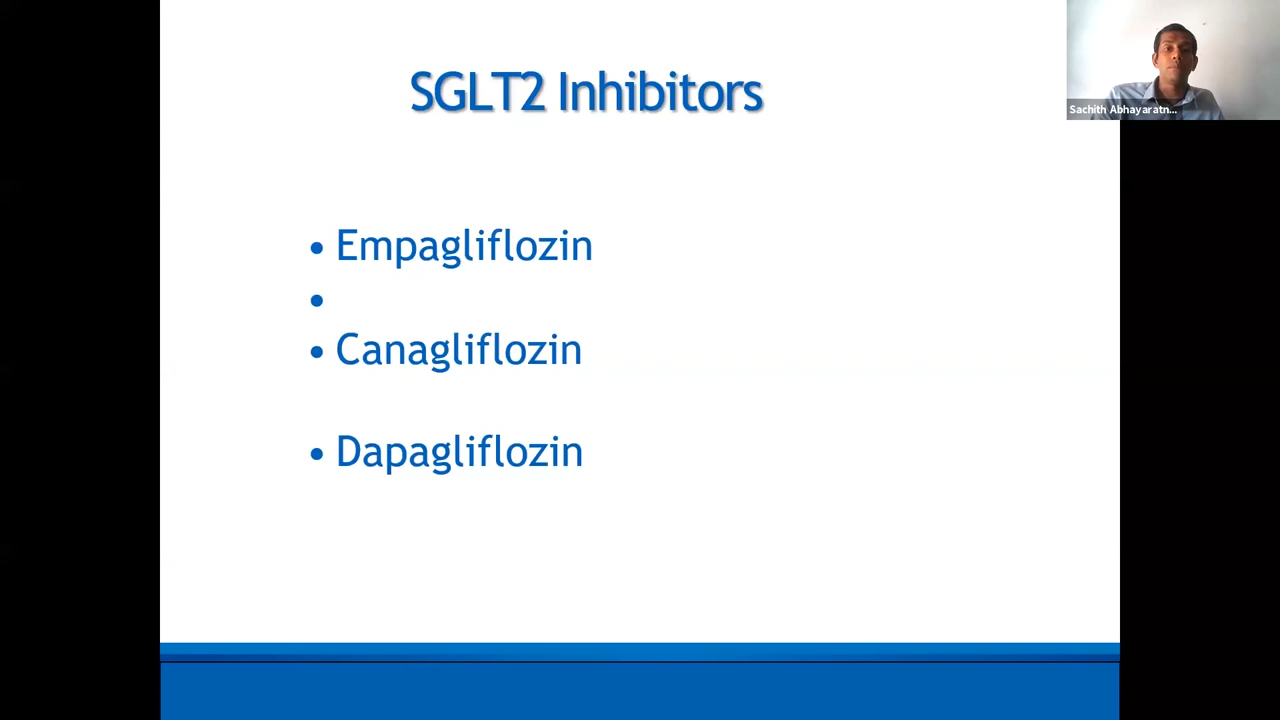 SGLT2 Inhibitors
Sachith Abhayaratn...
• Empagliflozin
•
• Canagliflozin
• Dapagliflozin